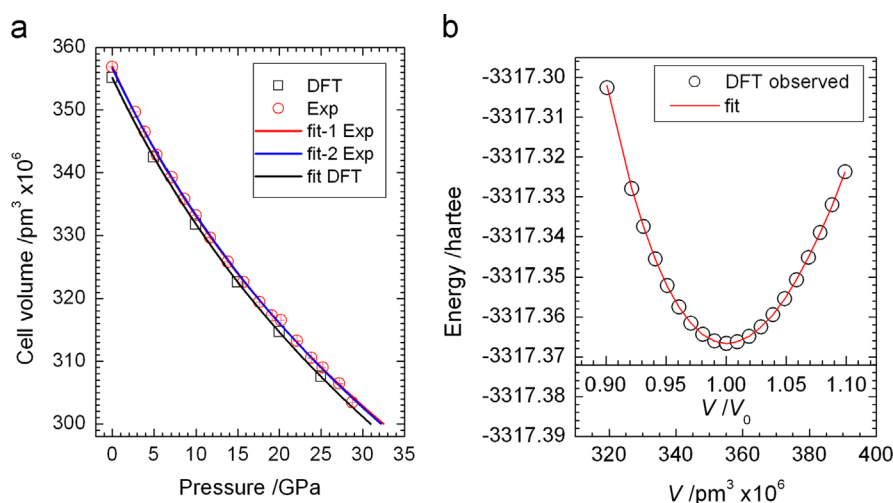 a
360
350
340
330
320
310
300
Cell volume /pm³ x10⁶
DFT
Exp
fit-1 Exp
fit-2 Exp
fit DFT
0 5 10 15 20 25 30 35
Pressure /GPa
b
-3317.30
-3317.31
-3317.32
-3317.33
-3317.34
-3317.35
-3317.36
-3317.37
-3317.38
-3317.39
Energy /hartee
DFT observed
fit
0.90 0.95 1.00 1.05 1.10
V /V₀
320 340 360 380 400
V /pm³ x10⁶